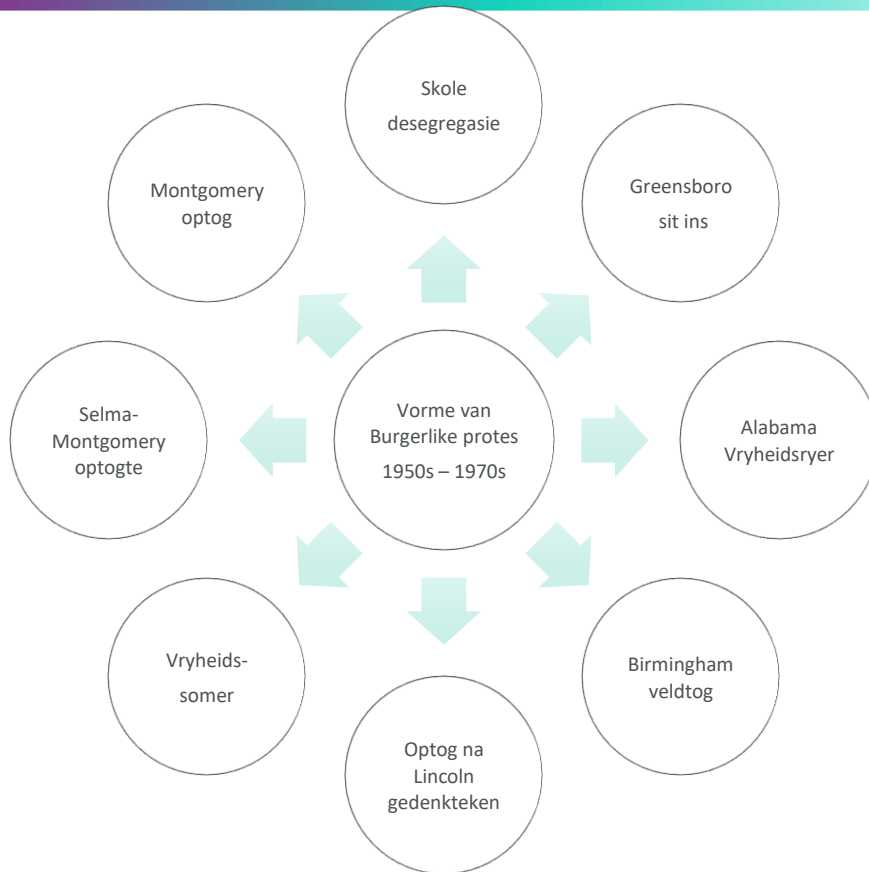 Skole
desegregasie
Greensboro
sit ins
Alabama
Vryheidsryer
Birmingham
veldtog
Optog na
Lincoln
gedenkteken
Vryheids-
somer
Selma-
Montgomery
optogte
Montgomery
optog
Vorme van
Burgerlike protes
1950s – 1970s